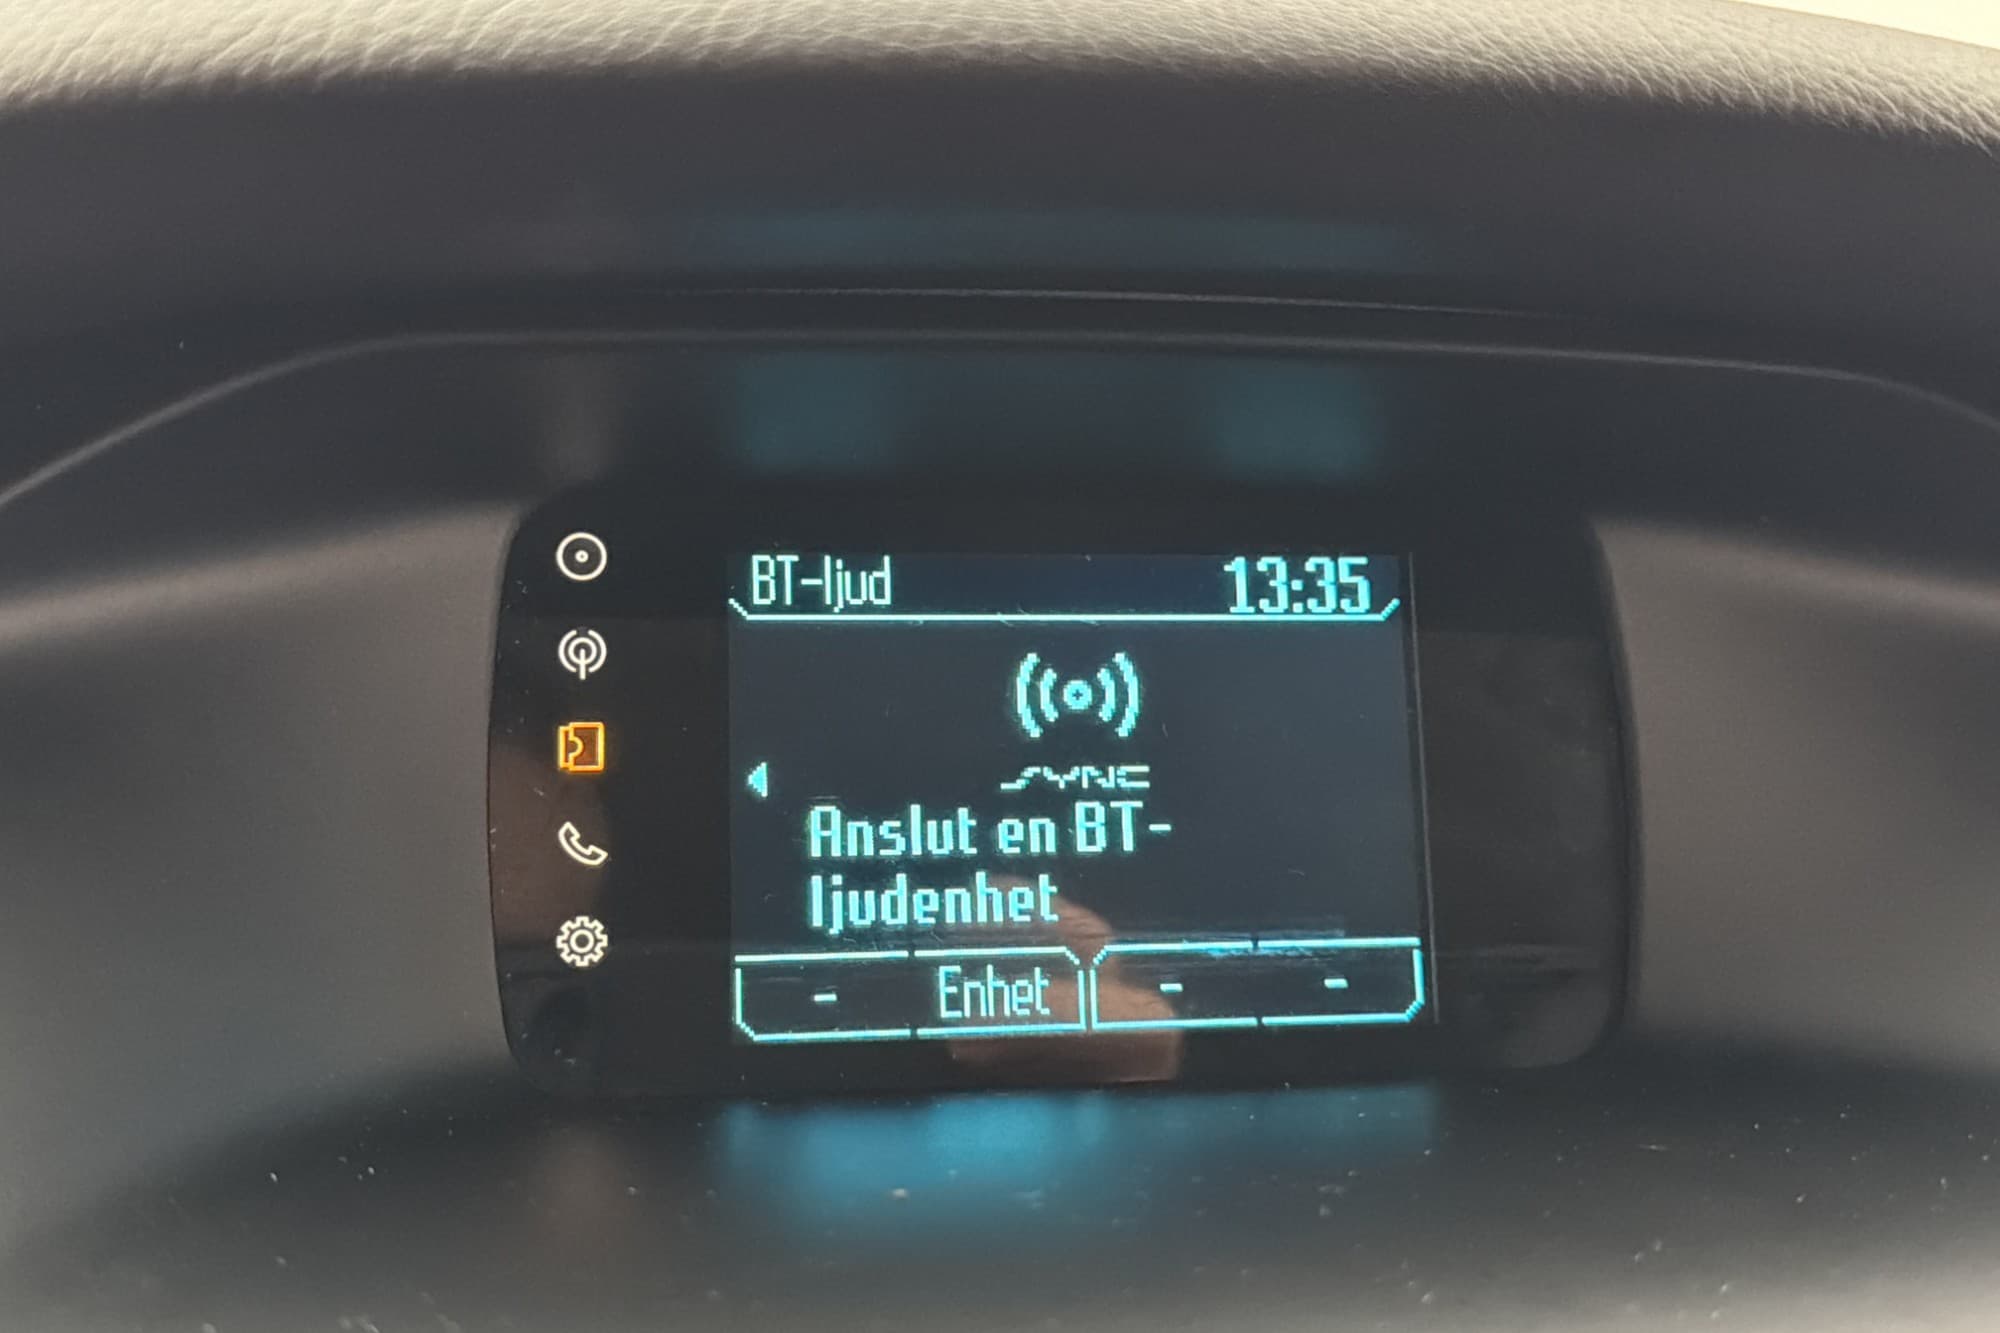 BT-ljud 13:35
SYNC
Anslut en BT-
ljudenhet
- Enhet - -